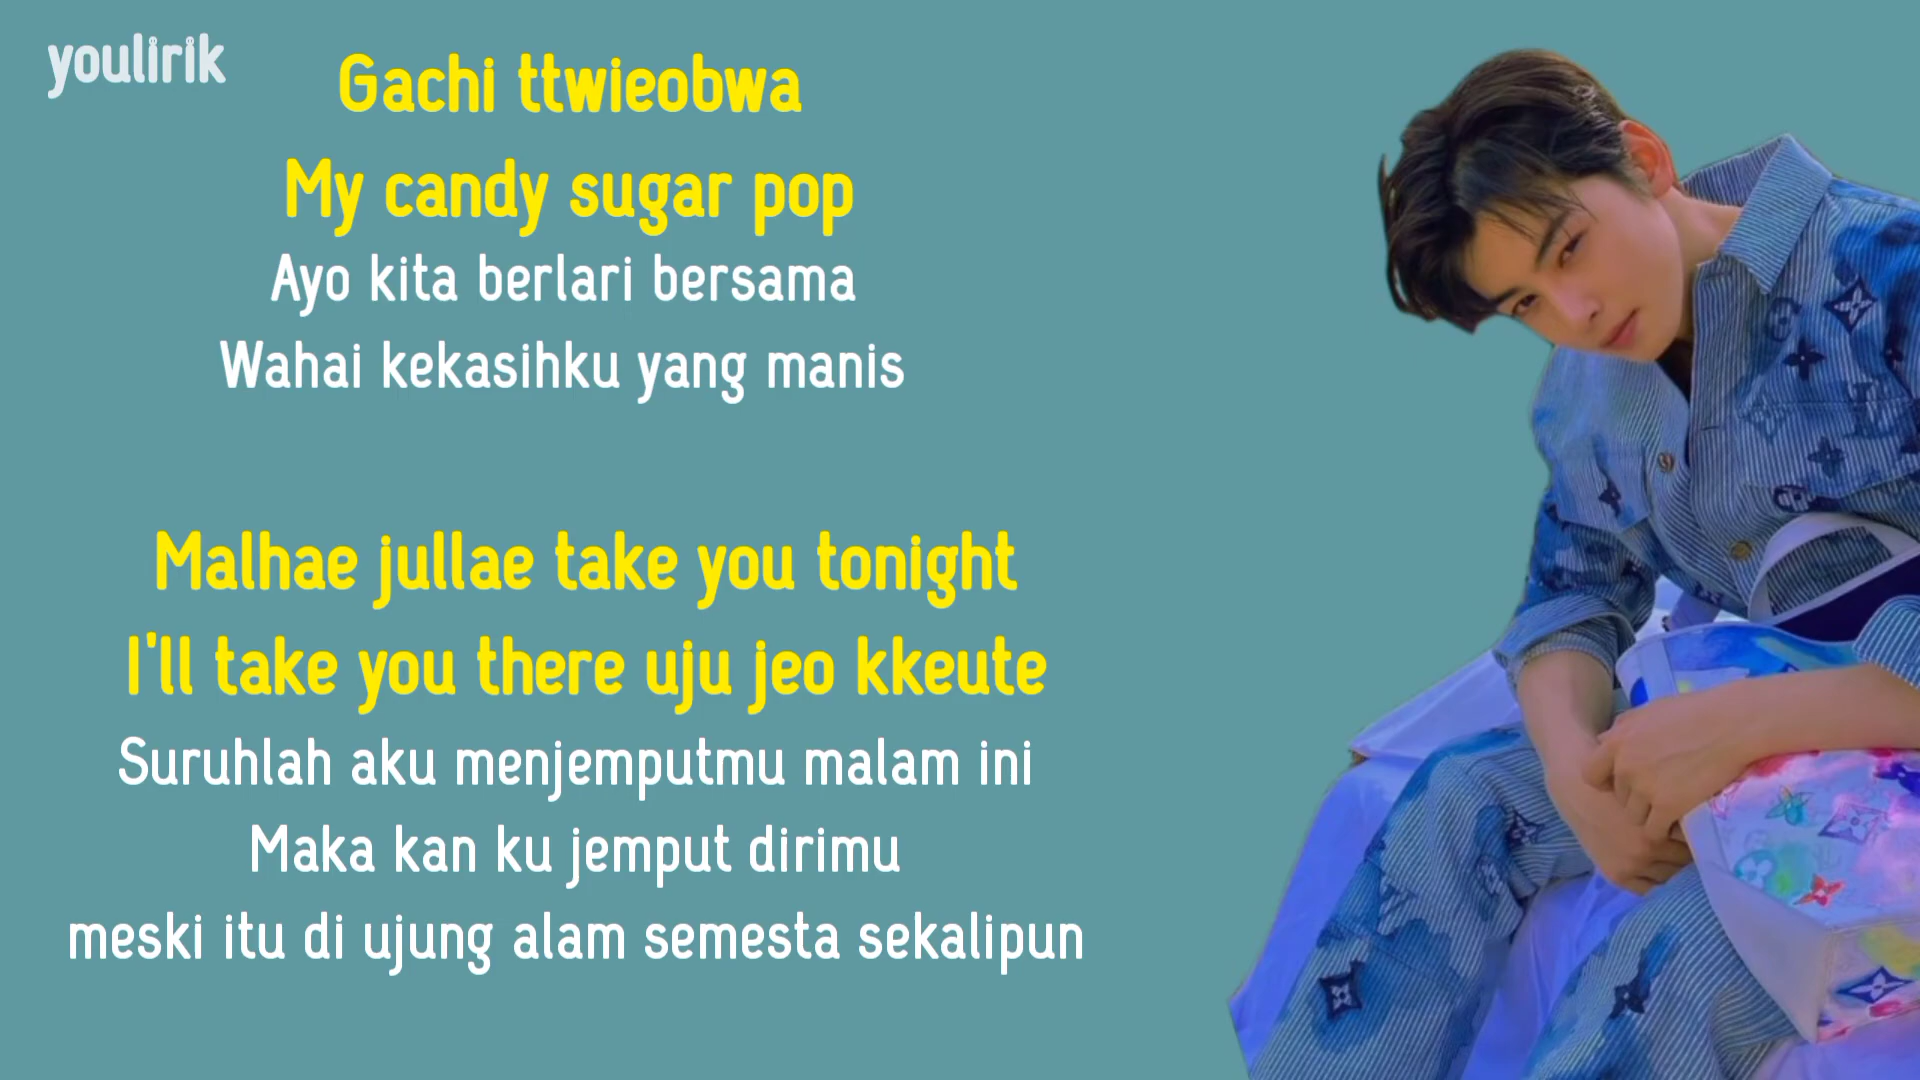 youlirik
Gachi ttwieobwa
My candy sugar pop
Ayo kita berlari bersama
Wahai kekasihku yang manis
Malhae jullae take you tonight
I'll take you there uju jeo kkeute
Suruhlah aku menjemputmu malam ini
Maka kan ku jemput dirimu
meski itu di ujung alam semesta sekalipun